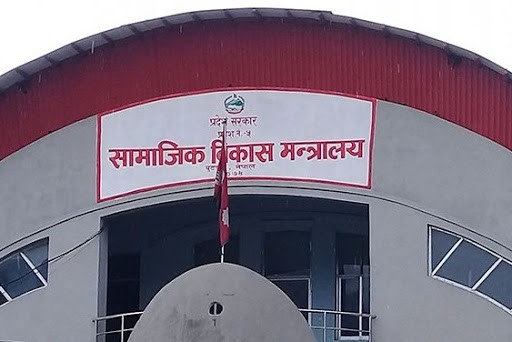 प्रदेश सरकार
प्रदेश नं. ५
सामाजिक विकास मन्त्रालय
नेपाल